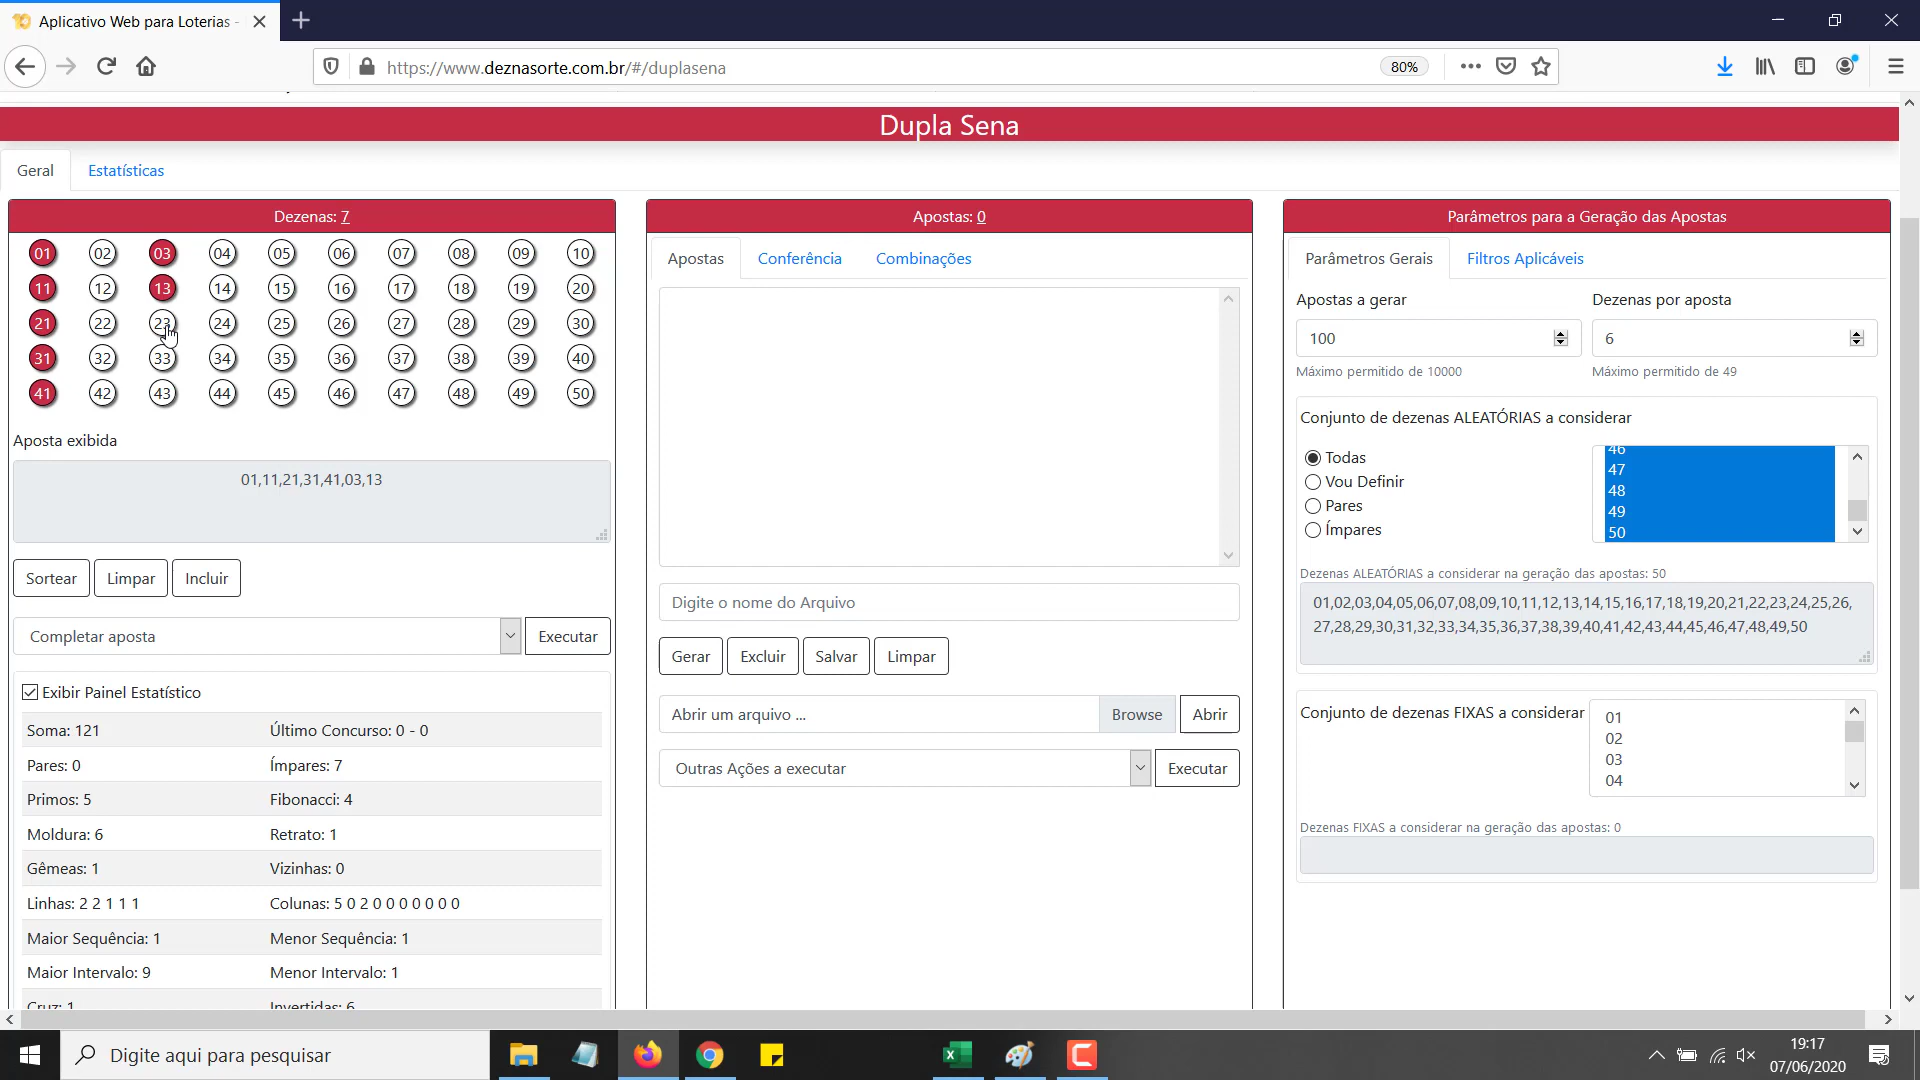 Aplicativo Web para Loterias -
https://www.deznasorte.com.br/#/duplasena
80%
Dupla Sena
Geral
Estatísticas
Dezenas: 7
01 02 03 04 05 06 07 08 09 10
11 12 13 14 15 16 17 18 19 20
21 22 23 24 25 26 27 28 29 30
31 32 33 34 35 36 37 38 39 40
41 42 43 44 45 46 47 48 49 50
Aposta exibida
01,11,21,31,41,03,13
Sortear Limpar Incluir
Completar aposta
Executar
Exibir Painel Estatístico
Soma: 121 Último Concurso: 0 - 0
Pares: 0 Ímpares: 7
Primos: 5 Fibonacci: 4
Moldura: 6 Retrato: 1
Gêmeas: 1 Vizinhas: 0
Linhas: 2 2 1 1 1 Colunas: 5 0 2 0 0 0 0 0 0 0
Maior Sequência: 1 Menor Sequência: 1
Maior Intervalo: 9 Menor Intervalo: 1
Cruz: 1 Invertidas: 6
Apostas: 0
Apostas Conferência Combinações
Digite o nome do Arquivo
Gerar Excluir Salvar Limpar
Abrir um arquivo ... Browse Abrir
Outras Ações a executar Executar
Parâmetros para a Geração das Apostas
Parâmetros Gerais Filtros Aplicáveis
Apostas a gerar Dezenas por aposta
100 6
Máximo permitido de 10000 Máximo permitido de 49
Conjunto de dezenas ALEATÓRIAS a considerar
Todas
Vou Definir
Pares
Ímpares
46
47
48
49
50
Dezenas ALEATÓRIAS a considerar na geração das apostas: 50
01,02,03,04,05,06,07,08,09,10,11,12,13,14,15,16,17,18,19,20,21,22,23,24,25,26,
27,28,29,30,31,32,33,34,35,36,37,38,39,40,41,42,43,44,45,46,47,48,49,50
Conjunto de dezenas FIXAS a considerar
01
02
03
04
Dezenas FIXAS a considerar na geração das apostas: 0
Digite aqui para pesquisar
19:17
07/06/2020